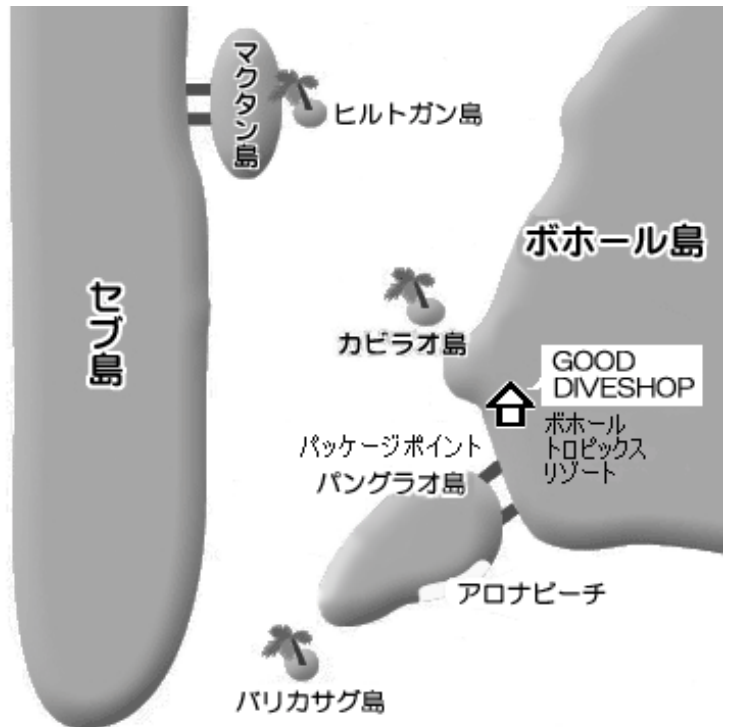 マクタン島
ヒルトガン島
ボホール島
セブ島
カビラオ島
GOOD
DIVESHOP
ボホール
トロピックス
リゾート
パッケージポイント
パングラオ島
アロナビーチ
バリカサグ島